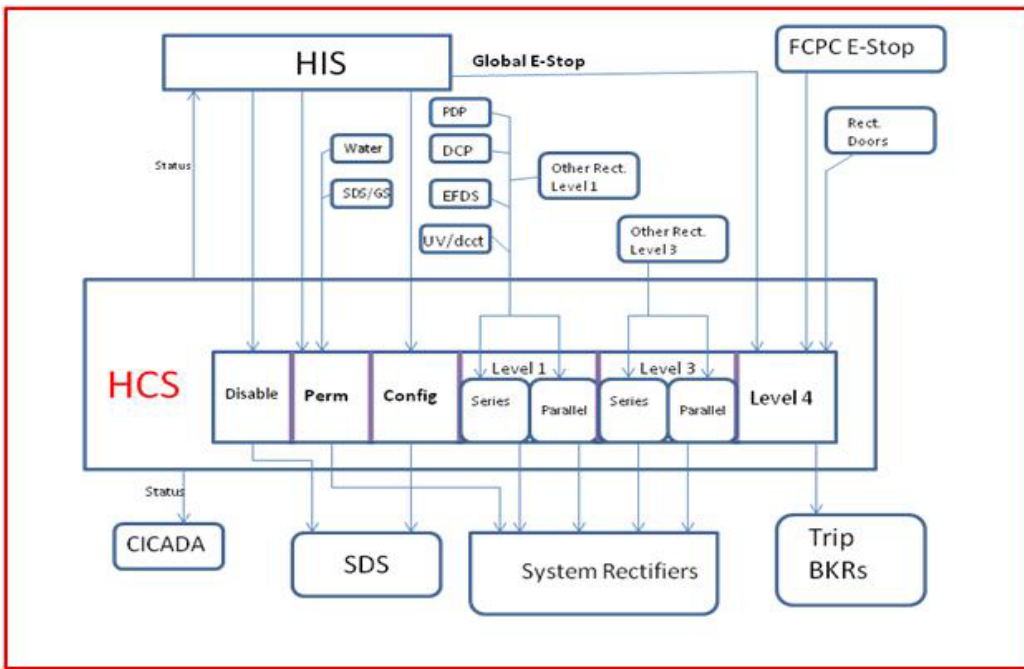 HIS
Global E-Stop
FCPC E-Stop
PDP
Rect.
Doors
Water
DCP
Status
Other Rect.
Level 1
SDS/GS
EFDS
UV/dcct
Other Rect.
Level 3
HCS
Disable
Perm
Config
Level 1
Series
Parallel
Level 3
Series
Parallel
Level 4
Status
CICADA
SDS
System Rectifiers
Trip
BKRs